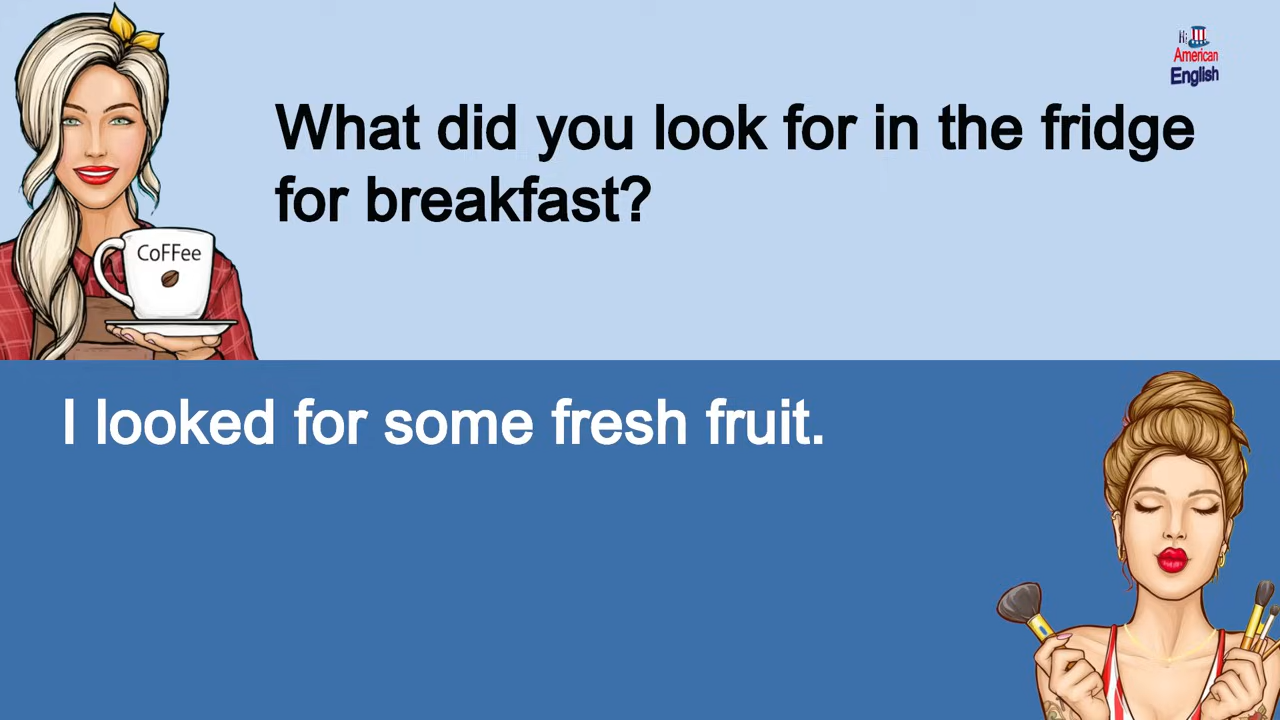 Hi
American
English
What did you look for in the fridge
for breakfast?
CoFFee
I looked for some fresh fruit.